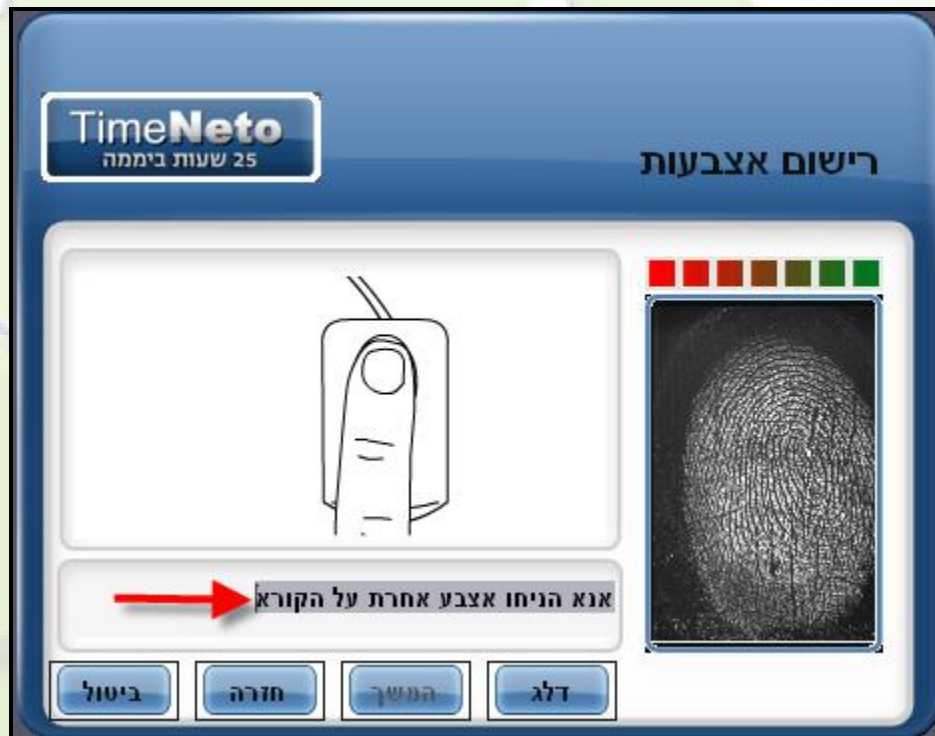 TimeNeto
25 שעות ביממה
רישום אצבעות
אנא הניחו אצבע אחרת על הקורא
דלג
המשך
חזרה
ביטול